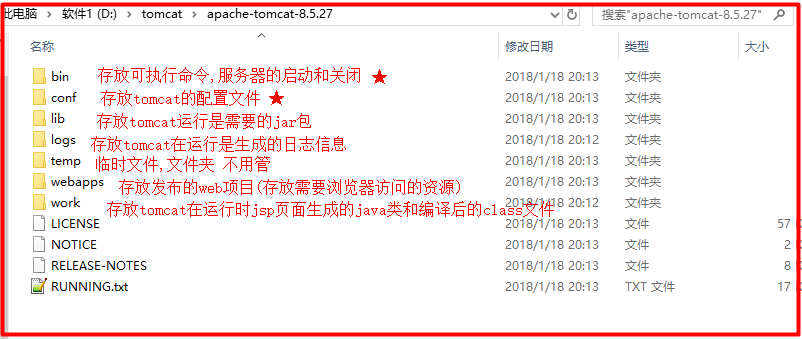 此电脑 > 软件1 (D:) > tomcat > apache-tomcat-8.5.27 搜索"apache-tomcat-8.5.27"
名称 修改日期 类型 大小
bin 存放可执行命令,服务器的启动和关闭 ★ 2018/1/18 20:13 文件夹
conf 存放tomcat的配置文件 ★ 2018/1/18 20:13 文件夹
lib 存放tomcat运行是需要的jar包 2018/1/18 20:13 文件夹
logs 存放tomcat在运行是生成的日志信息 2018/1/18 20:12 文件夹
temp 临时文件,文件夹 不用管 2018/1/18 20:13 文件夹
webapps 存放发布的web项目(存放需要浏览器访问的资源) 2018/1/18 20:13 文件夹
work 存放tomcat在运行时jsp页面生成的java类和编译后的class文件 2018/1/18 20:12 文件夹
LICENSE 2018/1/18 20:13 文件 57
NOTICE 2018/1/18 20:13 文件 2
RELEASE-NOTES 2018/1/18 20:13 文件 8
RUNNING.txt 2018/1/18 20:13 TXT 文件 17